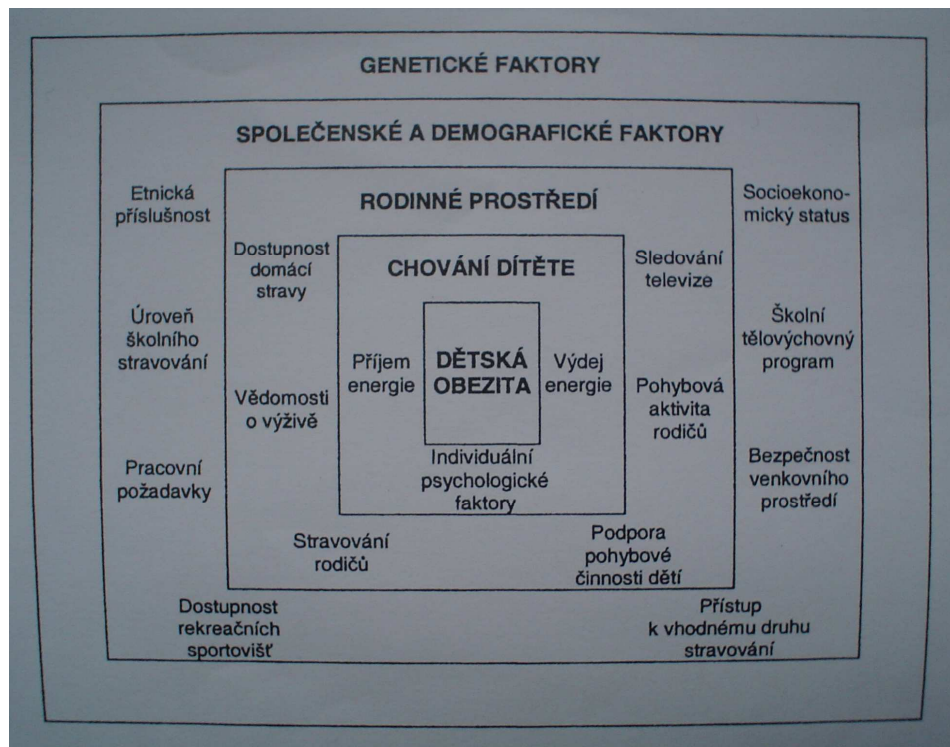 GENETICKÉ FAKTORY
SPOLEČENSKÉ A DEMOGRAFICKÉ FAKTORY
Etnická
příslušnost
Úroveň
školního
stravování
Pracovní
požadavky
Dostupnost
rekreačních
sportovišť
Socioekono-
mický status
Školní
tělovýchovný
program
Bezpečnost
venkovního
prostředí
Přístup
k vhodnému druhu
stravování
RODINNÉ PROSTŘEDÍ
Dostupnost
domácí
stravy
Vědomosti
o výživě
Stravování
rodičů
Sledování
televize
Pohybová
aktivita
rodičů
Podpora
pohybové
činnosti dětí
CHOVÁNÍ DÍTĚTE
Příjem
energie
DĚTSKÁ
OBEZITA
Výdej
energie
Individuální
psychologické
faktory